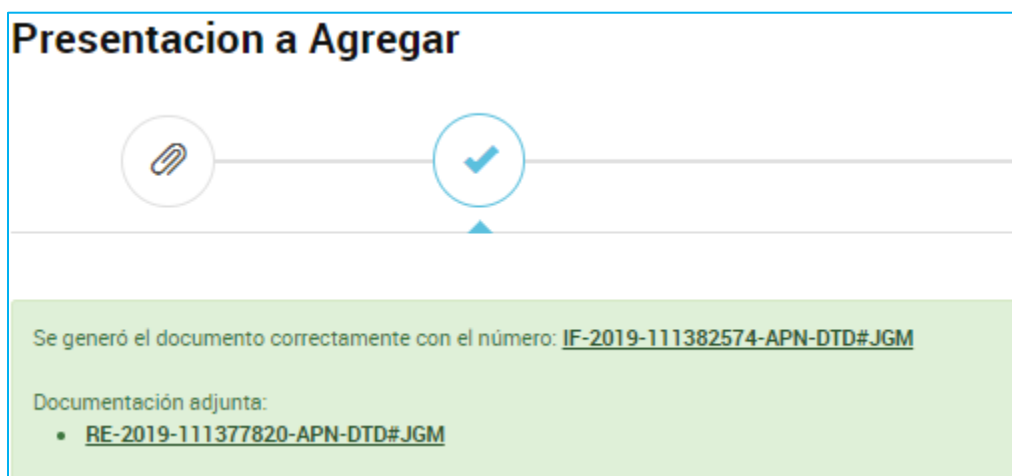 Presentacion a Agregar
Se generó el documento correctamente con el número: IF-2019-111382574-APN-DTD#JGM
Documentación adjunta:
• RE-2019-111377820-APN-DTD#JGM